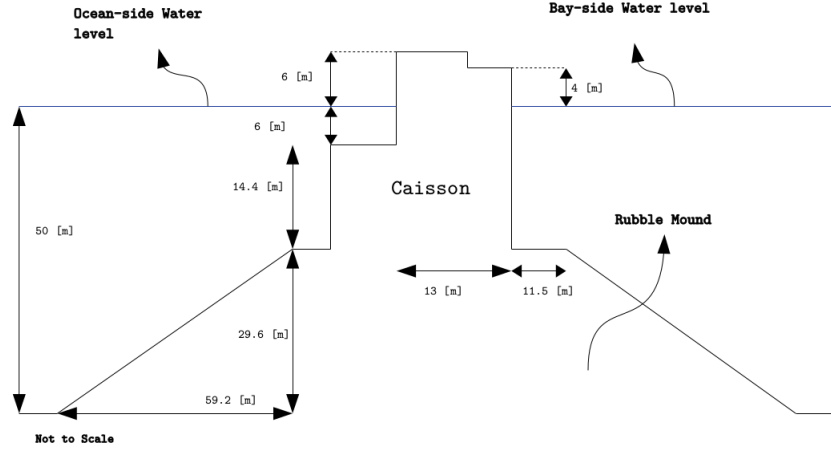 Ocean-side Water
level
Bay-side Water level
6 [m]
4 [m]
6 [m]
14.4 [m]
Caisson
50 [m]
Rubble Mound
13 [m]
11.5 [m]
29.6 [m]
59.2 [m]
Not to Scale